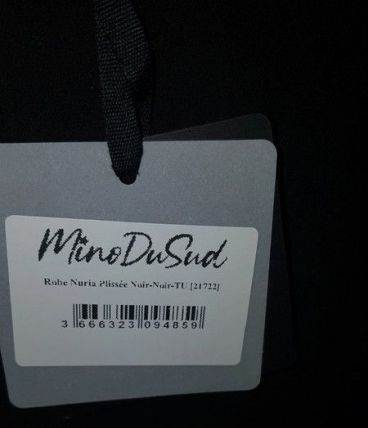 MinoDuSud
Robe Nuria Plissée Noir-Noir-TU [21722]
3 666323 094859